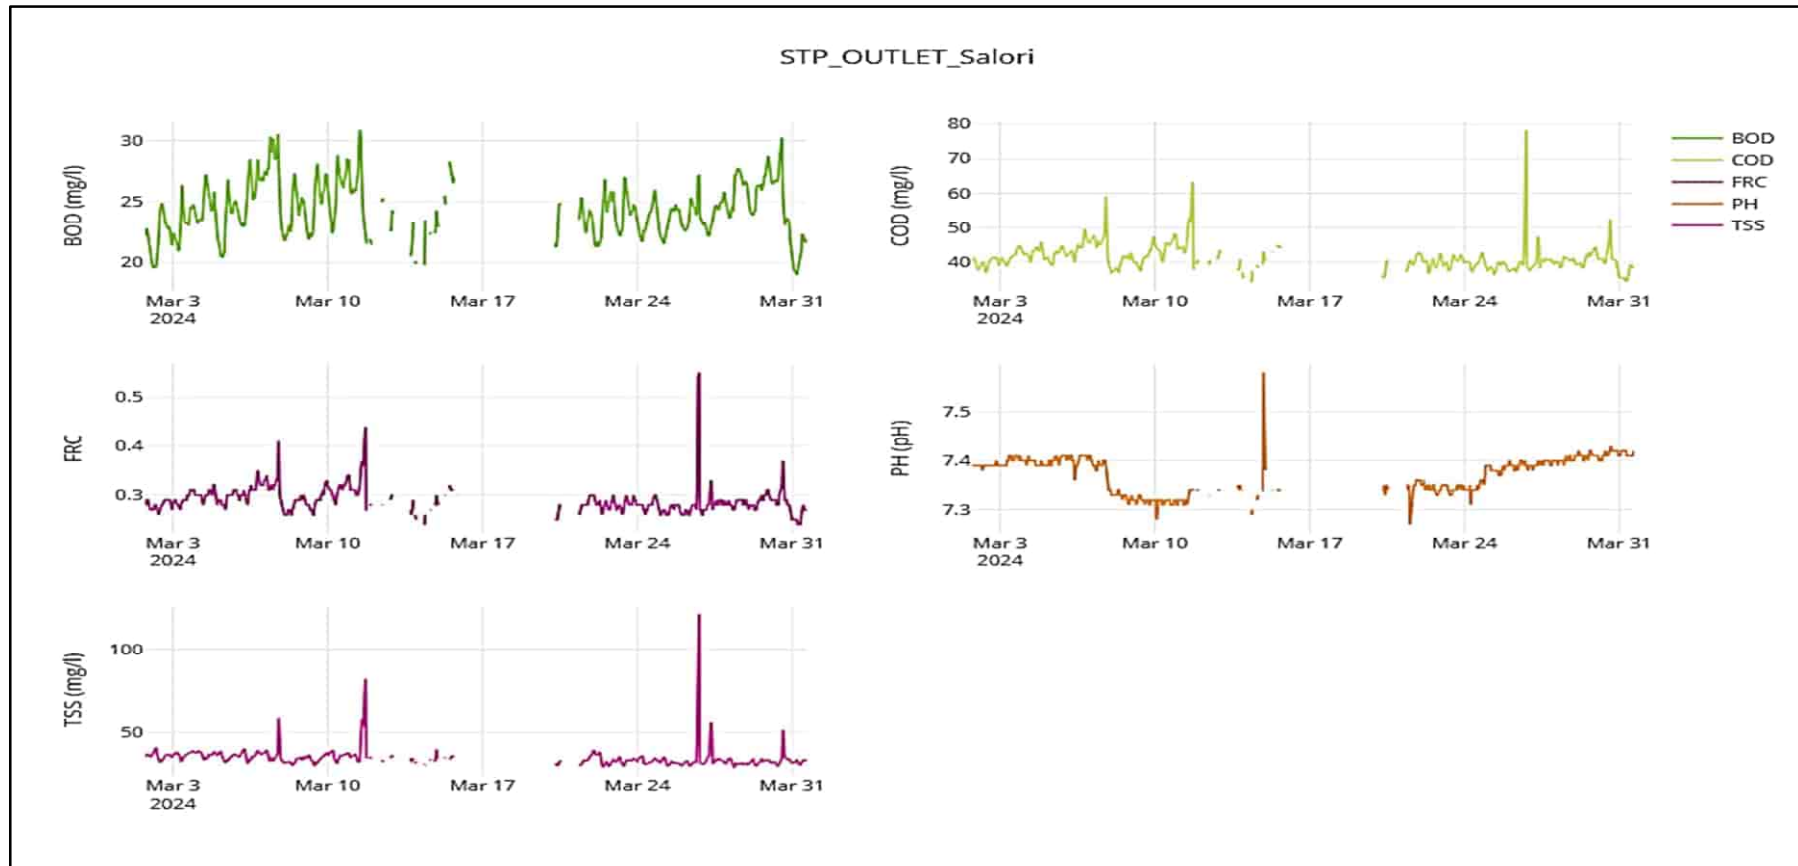 STP_OUTLET_Salori
BOD (mg/l)
30
25
20
Mar 3
2024
Mar 10
Mar 17
Mar 24
Mar 31
COD (mg/l)
80
70
60
50
40
Mar 3
2024
Mar 10
Mar 17
Mar 24
Mar 31
BOD
COD
FRC
PH
TSS
FRC
0.5
0.4
0.3
Mar 3
2024
Mar 10
Mar 17
Mar 24
Mar 31
PH (pH)
7.5
7.4
7.3
Mar 3
2024
Mar 10
Mar 17
Mar 24
Mar 31
TSS (mg/l)
100
50
Mar 3
2024
Mar 10
Mar 17
Mar 24
Mar 31